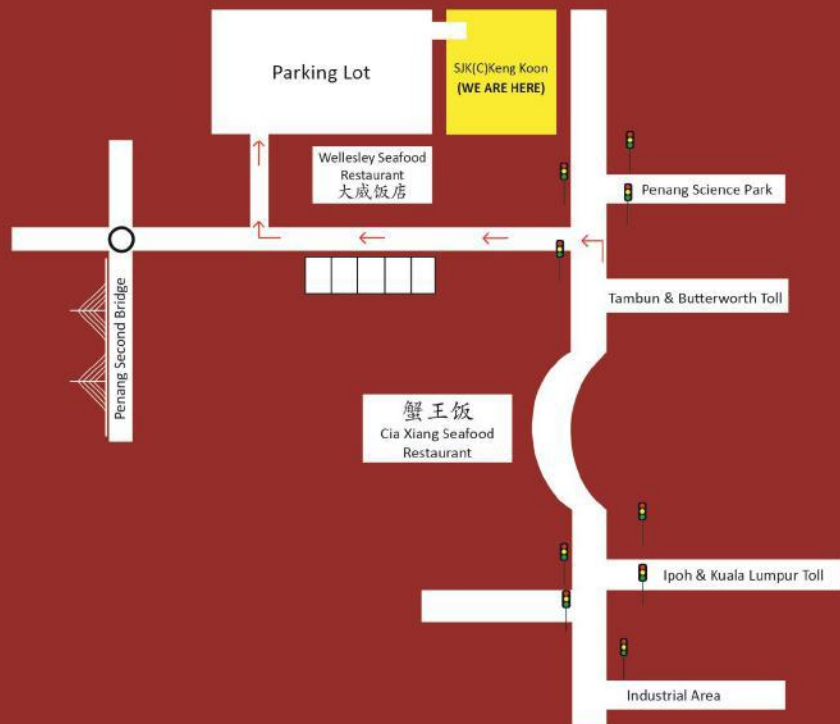 Parking Lot
SJK(C)Keng Koon
(WE ARE HERE)
Wellesley Seafood
Restaurant
大威饭店
Penang Science Park
Tambun & Butterworth Toll
Penang Second Bridge
蟹王饭
Cia Xiang Seafood
Restaurant
Ipoh & Kuala Lumpur Toll
Industrial Area